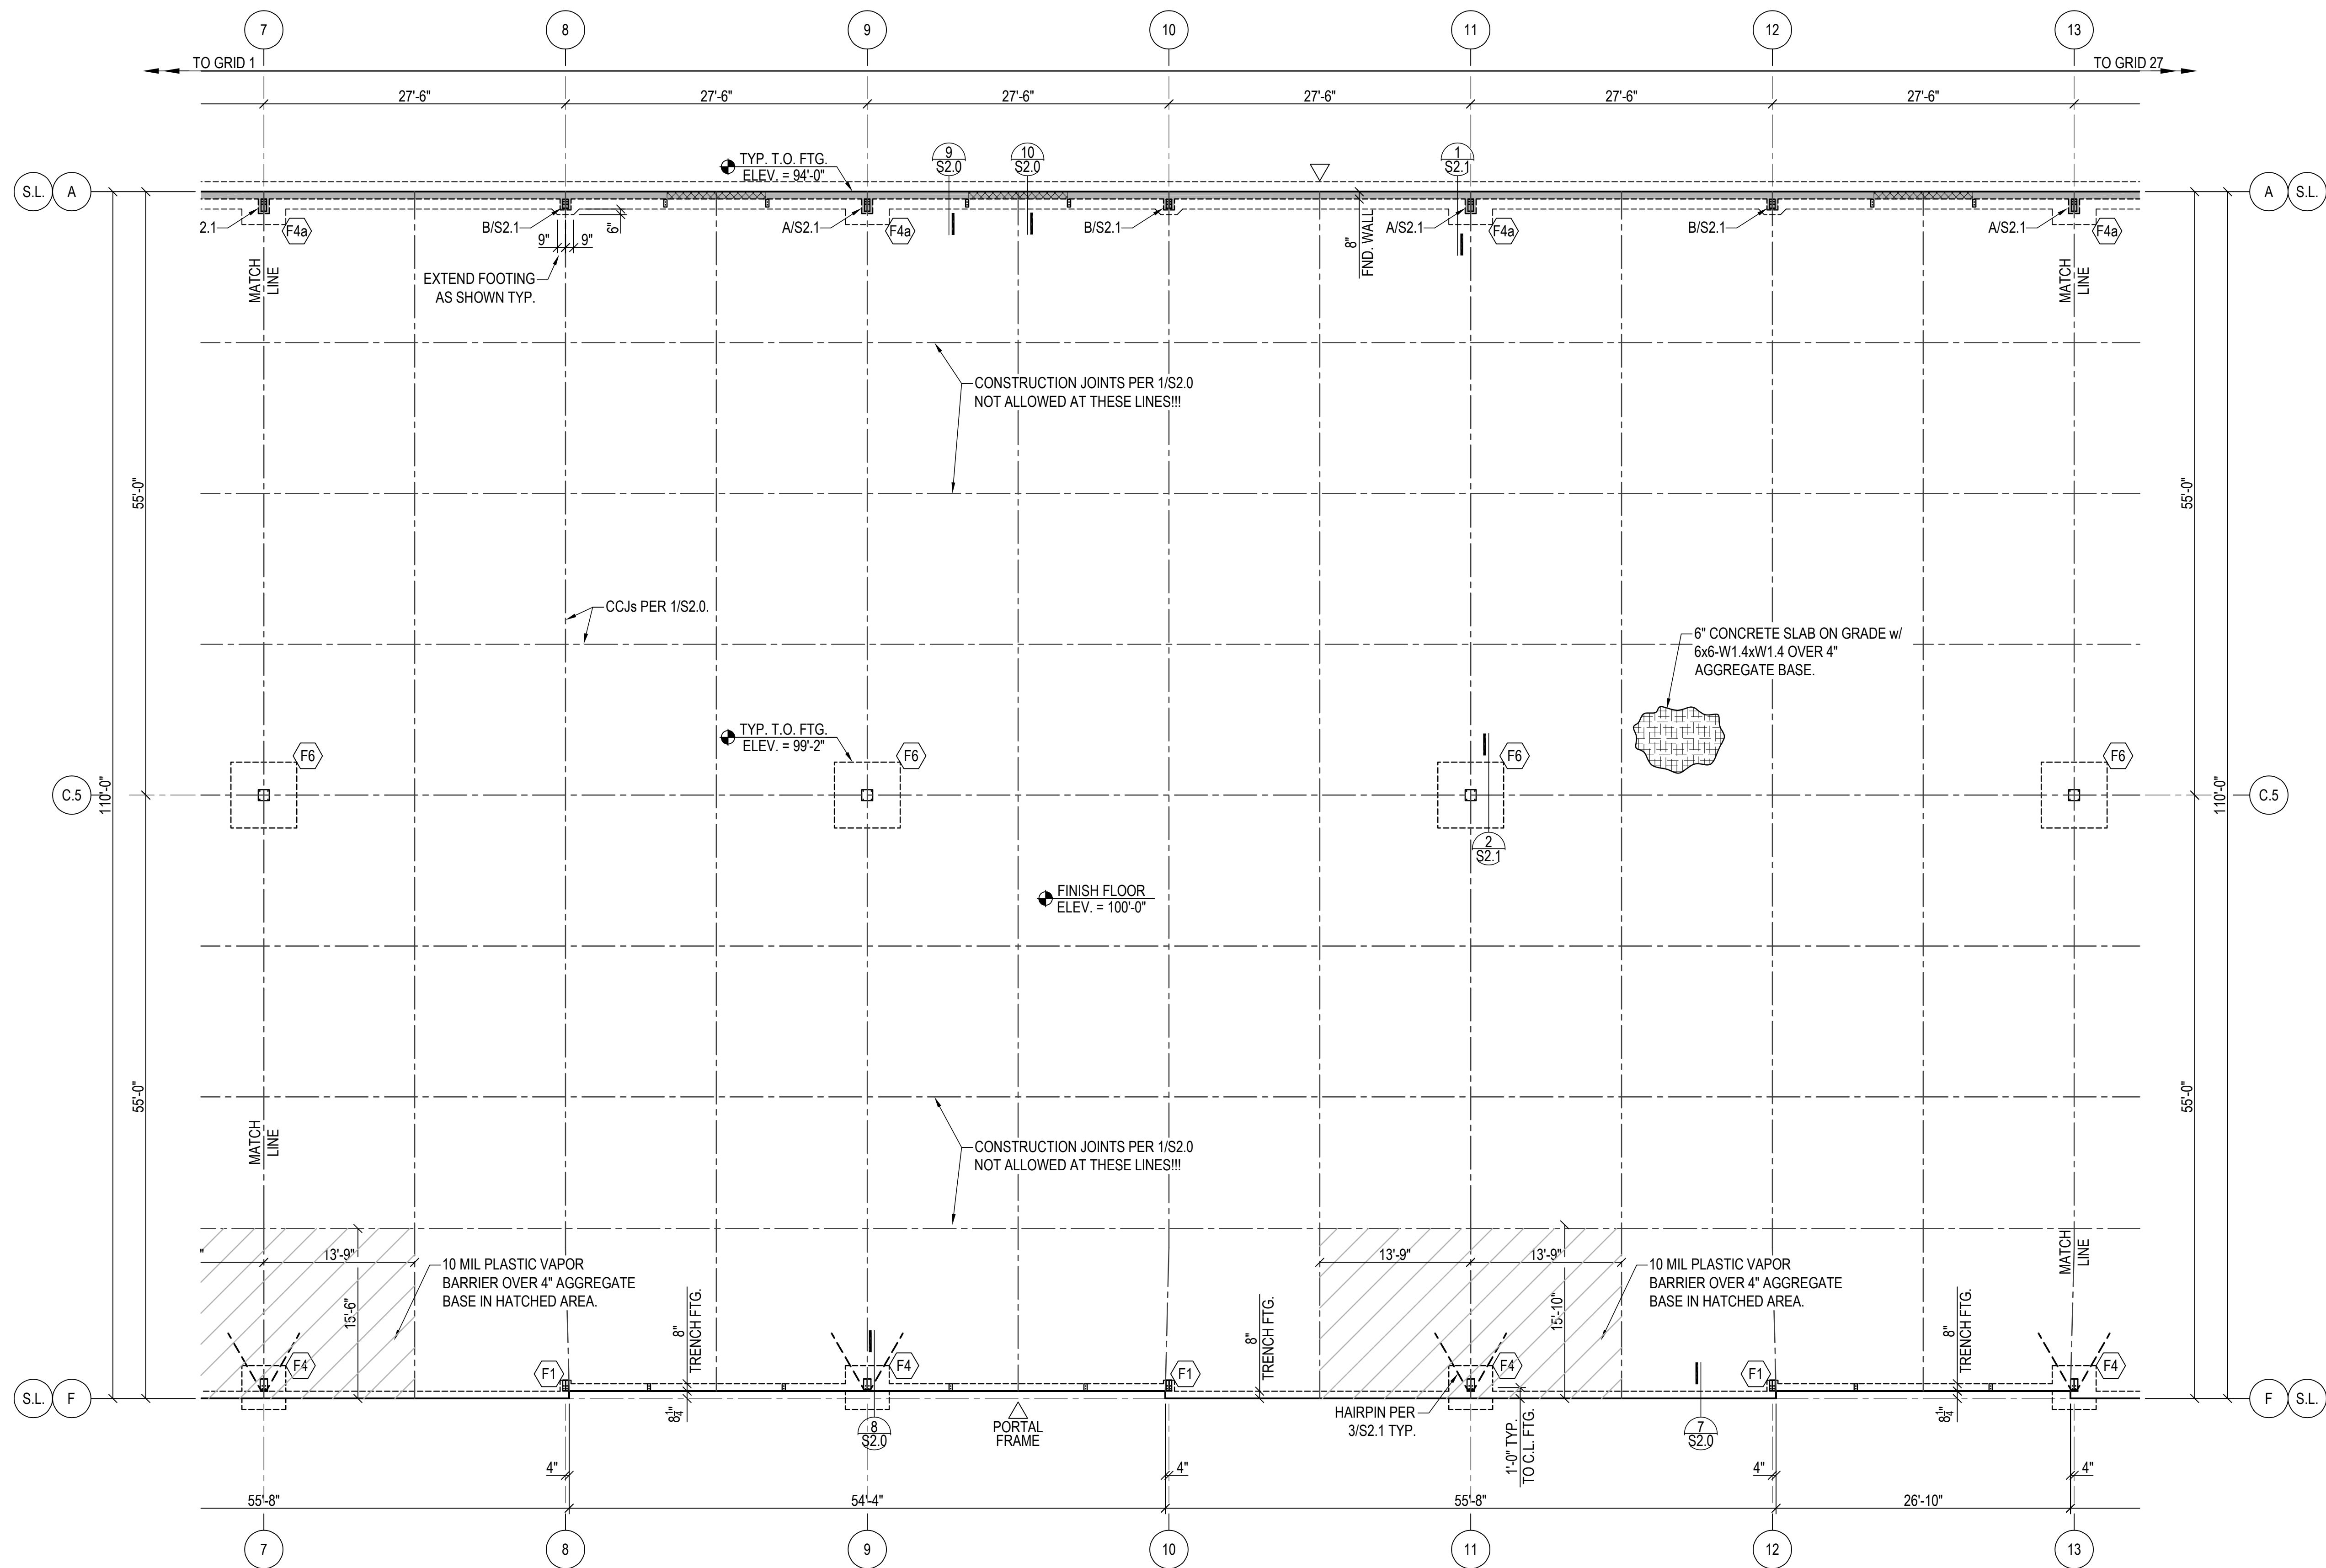 7 8 9 10 11 12 13
TO GRID 1 TO GRID 27
27'-6" 27'-6" 27'-6" 27'-6" 27'-6" 27'-6"
9 10 1
TYP. T.O. FTG. S2.0 S2.0 S2.1
ELEV. = 94'-0"
S.L. A A S.L.
2.1 F4a B/S2.1 A/S2.1 F4a B/S2.1 A/S2.1 F4a B/S2.1 A/S2.1 F4a
9" 9" 6"
8"
FND. WALL
EXTEND FOOTING
AS SHOWN TYP.
MATCH
LINE
MATCH
LINE
CONSTRUCTION JOINTS PER 1/S2.0
NOT ALLOWED AT THESE LINES!!!
55'-0" 55'-0"
CCJs PER 1/S2.0.
6" CONCRETE SLAB ON GRADE w/
6x6-W1.4xW1.4 OVER 4"
AGGREGATE BASE.
TYP. T.O. FTG.
ELEV. = 99'-2"
F6 F6 F6 F6
C.5 110'-0" 110'-0" C.5
2
S2.1
FINISH FLOOR
ELEV. = 100'-0"
55'-0" 55'-0"
MATCH
LINE
CONSTRUCTION JOINTS PER 1/S2.0
NOT ALLOWED AT THESE LINES!!!
MATCH
LINE
" 13'-9" 13'-9" 13'-9"
10 MIL PLASTIC VAPOR
BARRIER OVER 4" AGGREGATE
BASE IN HATCHED AREA.
10 MIL PLASTIC VAPOR
BARRIER OVER 4" AGGREGATE
BASE IN HATCHED AREA.
15'-6" 15'-10"
8"
TRENCH FTG.
8"
TRENCH FTG.
8"
TRENCH FTG.
F4 F1 F4 F1 F4 F1 F4
S.L. F F S.L.
8 1/4" 8 1/4"
8
S2.0
PORTAL
FRAME
HAIRPIN PER
3/S2.1 TYP.
1'-0" TYP.
TO C.L. FTG.
7
S2.0
4" 4" 4" 4"
55'-8" 54'-4" 55'-8" 26'-10"
7 8 9 10 11 12 13